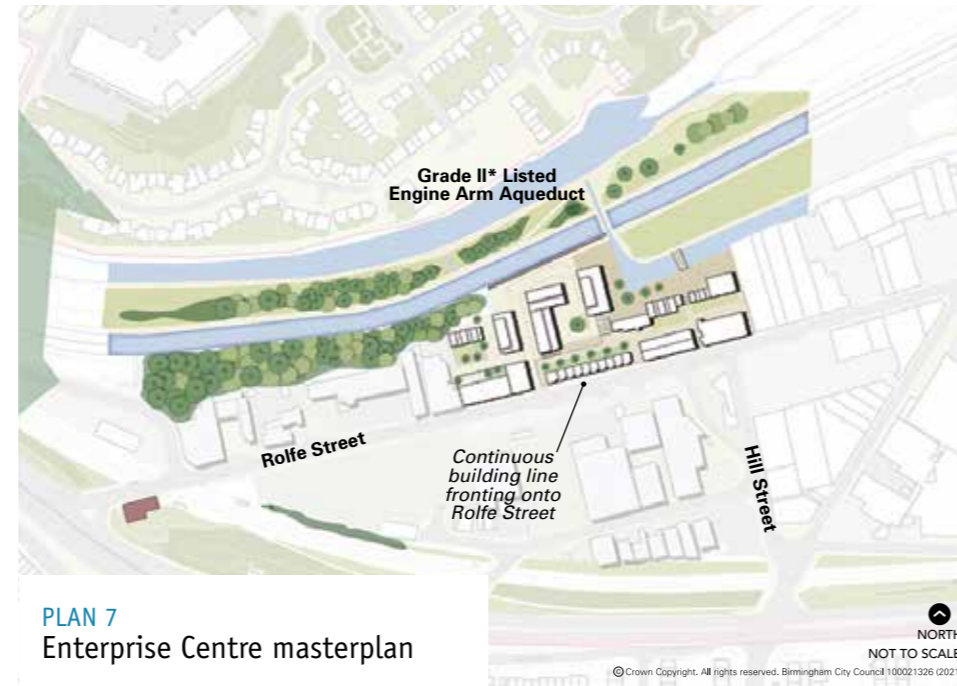 Grade II* Listed
Engine Arm Aqueduct
Rolfe Street
Continuous
building line
fronting onto
Rolfe Street
Hill Street
PLAN 7
Enterprise Centre masterplan
NORTH
NOT TO SCALE
© Crown Copyright. All rights reserved. Birmingham City Council 100021326 (2021